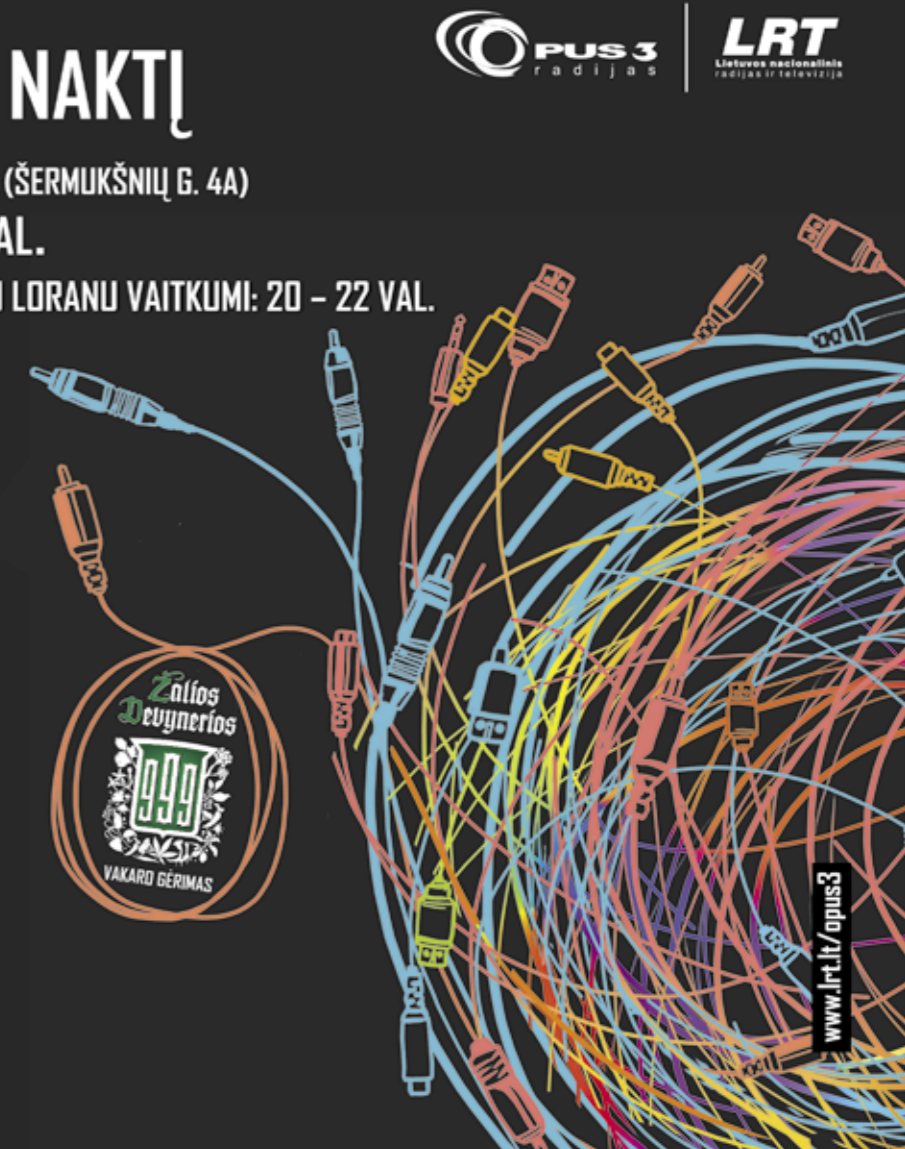 OPUS 3
radijas
LRT
Lietuvos nacionalinis
radijas ir televizija
NAKTĮ
(ŠERMUKŠNIŲ G. 4A)
AL.
LORANU VAITKUMI: 20 – 22 VAL.
Žalios
Devynerios
999
VAKARO GĖRIMAS
www.lrt.lt/opus3